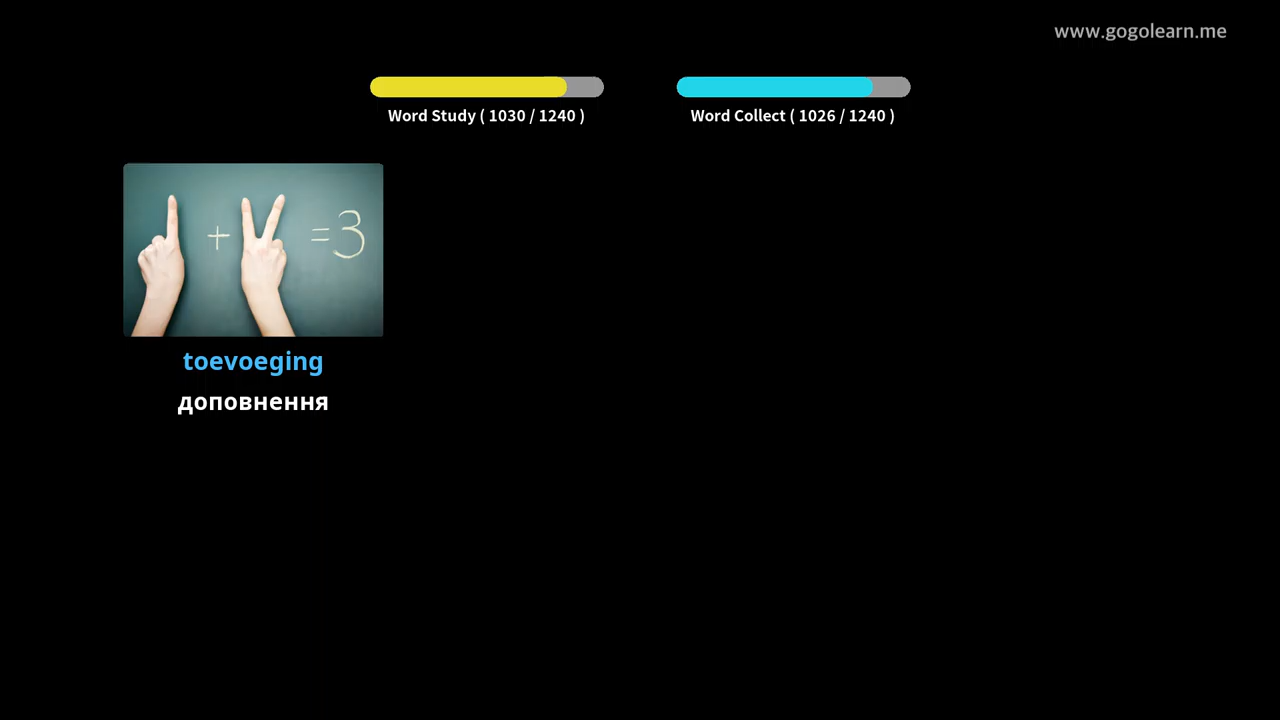 www.gogolearn.me
Word Study ( 1030 / 1240 )
Word Collect ( 1026 / 1240 )
+ =3
toevoeging
доповнення